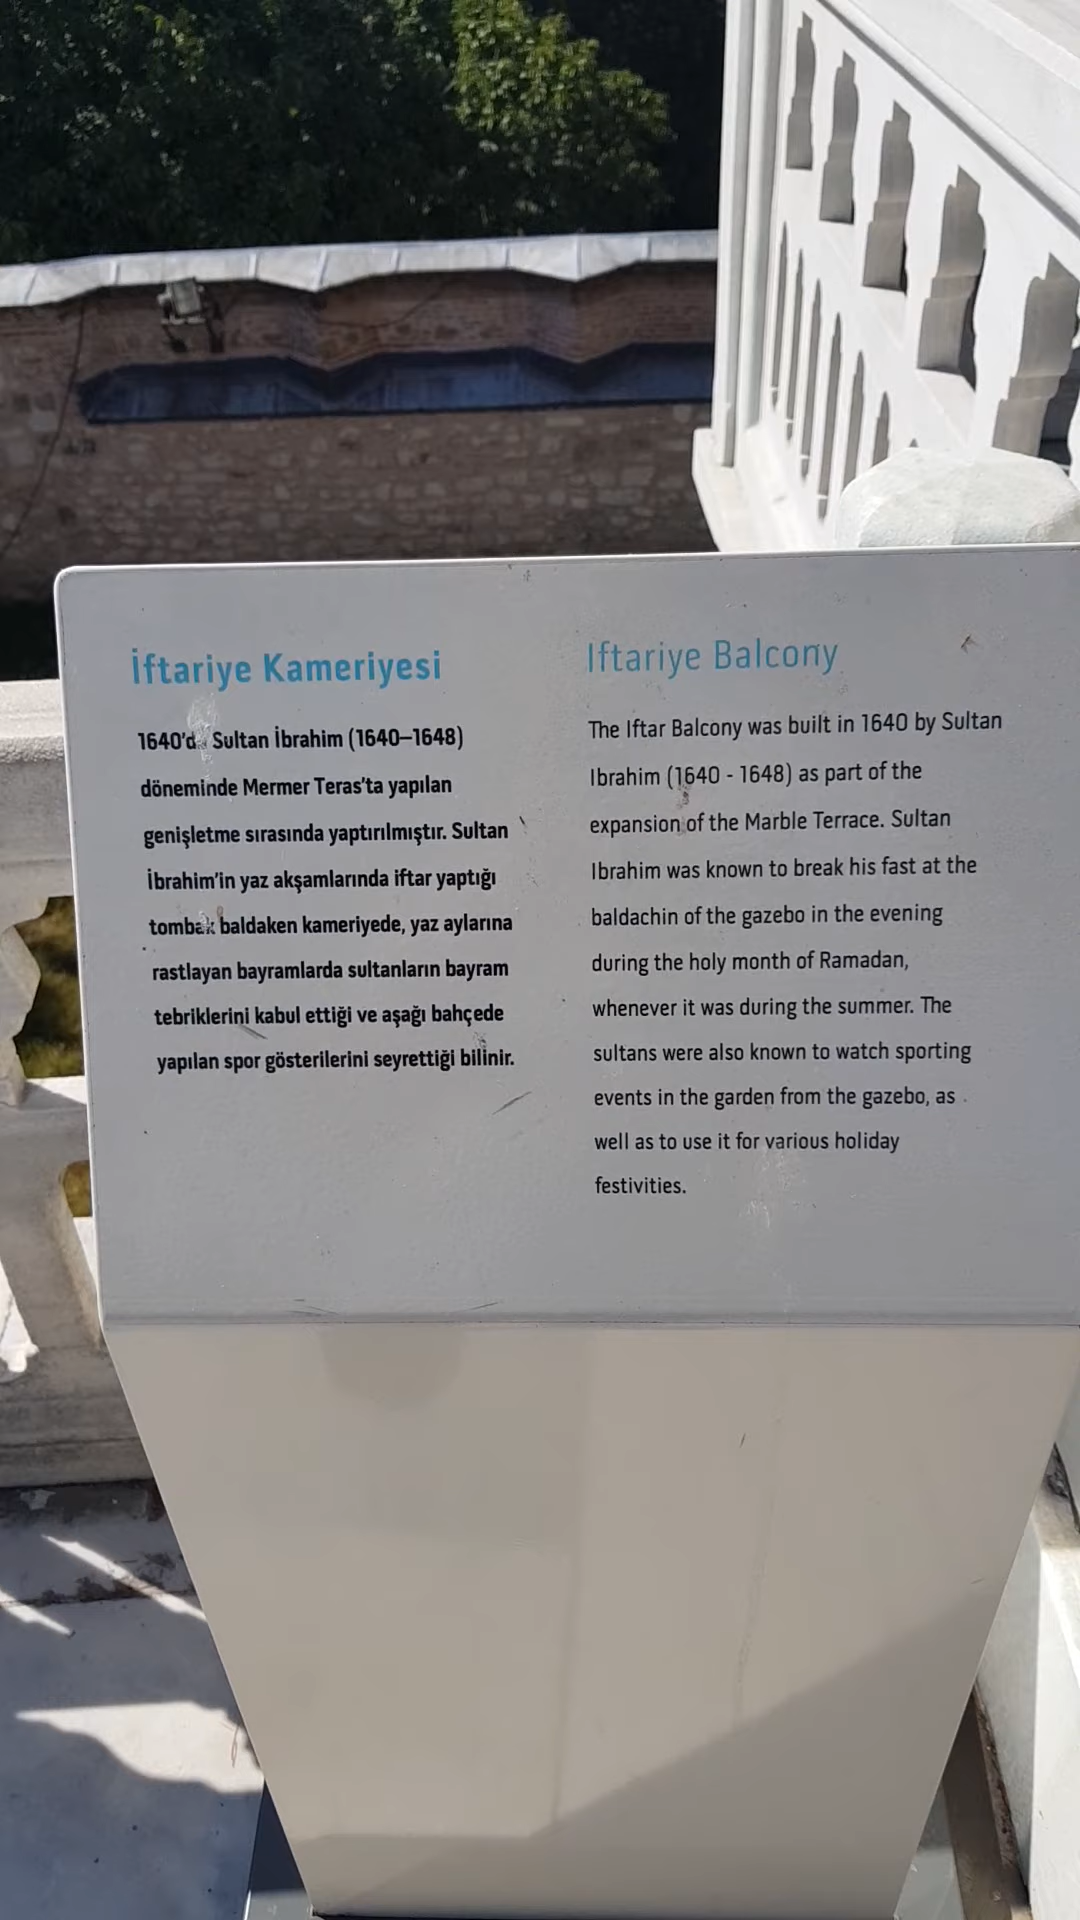 İftariye Kameriyesi
1640'da Sultan İbrahim (1640–1648)
döneminde Mermer Teras'ta yapılan
genişletme sırasında yaptırılmıştır. Sultan
İbrahim'in yaz akşamlarında iftar yaptığı
tombak baldaken kameriyede, yaz aylarına
rastlayan bayramlarda sultanların bayram
tebriklerini kabul ettiği ve aşağı bahçede
yapılan spor gösterilerini seyrettiği bilinir.
Iftariye Balcony
The Iftar Balcony was built in 1640 by Sultan
Ibrahim (1640 - 1648) as part of the
expansion of the Marble Terrace. Sultan
Ibrahim was known to break his fast at the
baldachin of the gazebo in the evening
during the holy month of Ramadan,
whenever it was during the summer. The
sultans were also known to watch sporting
events in the garden from the gazebo, as
well as to use it for various holiday
festivities.